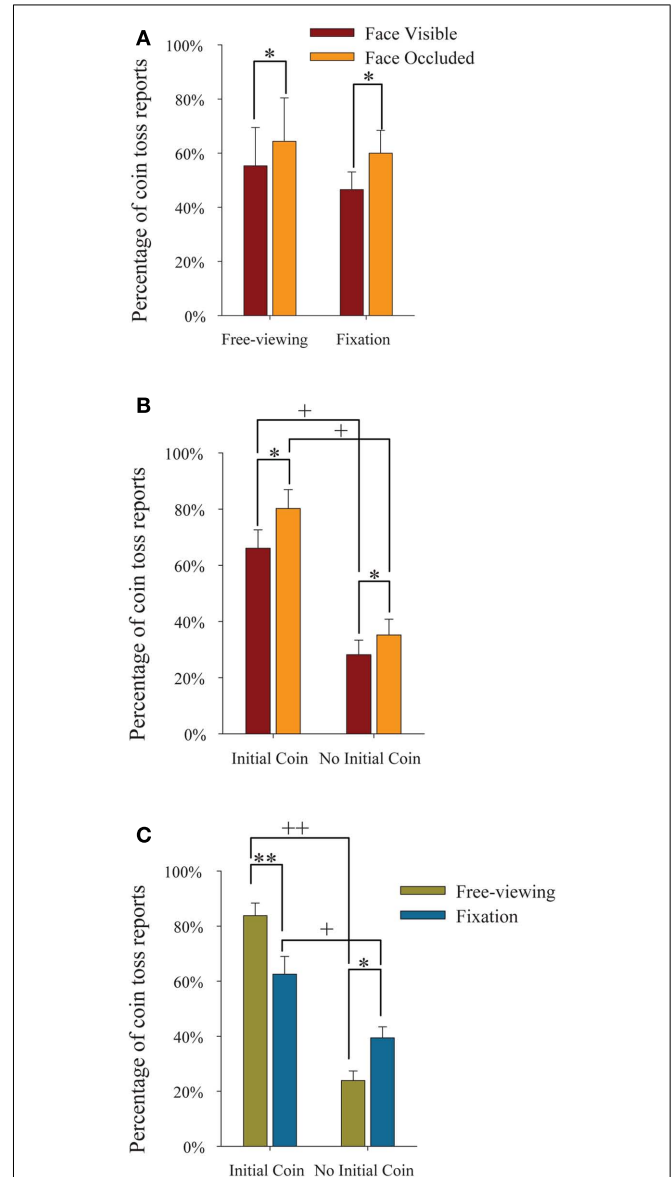 A
Face Visible
Face Occluded
Percentage of coin toss reports
100%
80%
60%
40%
20%
0%
*
*
Free-viewing
Fixation
B
Percentage of coin toss reports
100%
80%
60%
40%
20%
0%
+
+
*
*
Initial Coin
No Initial Coin
C
Free-viewing
Fixation
Percentage of coin toss reports
100%
80%
60%
40%
20%
0%
++
**
+
*
Initial Coin
No Initial Coin